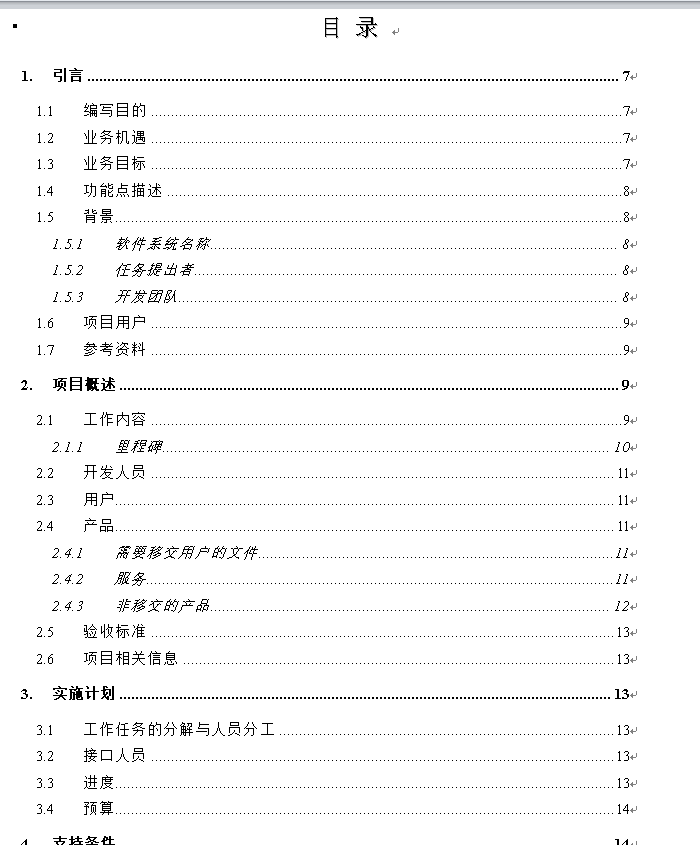 目 录
1. 引言 7
1.1 编写目的 7
1.2 业务机遇 7
1.3 业务目标 7
1.4 功能点描述 8
1.5 背景 8
1.5.1 软件系统名称 8
1.5.2 任务提出者 8
1.5.3 开发团队 8
1.6 项目用户 9
1.7 参考资料 9
2. 项目概述 9
2.1 工作内容 9
2.1.1 里程碑 10
2.2 开发人员 11
2.3 用户 11
2.4 产品 11
2.4.1 需要移交用户的文件 11
2.4.2 服务 11
2.4.3 非移交的产品 12
2.5 验收标准 13
2.6 项目相关信息 13
3. 实施计划 13
3.1 工作任务的分解与人员分工 13
3.2 接口人员 13
3.3 进度 13
3.4 预算 14
4. 支持条件 14